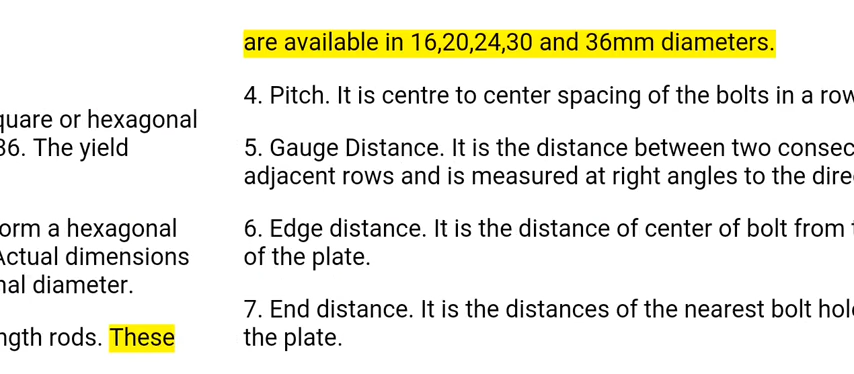 quare or hexagonal
36. The yield
orm a hexagonal
Actual dimensions
nal diameter.
ngth rods. These
are available in 16,20,24,30 and 36mm diameters.
4. Pitch. It is centre to center spacing of the bolts in a row
5. Gauge Distance. It is the distance between two consec
adjacent rows and is measured at right angles to the dire
6. Edge distance. It is the distance of center of bolt from
of the plate.
7. End distance. It is the distances of the nearest bolt hol
the plate.